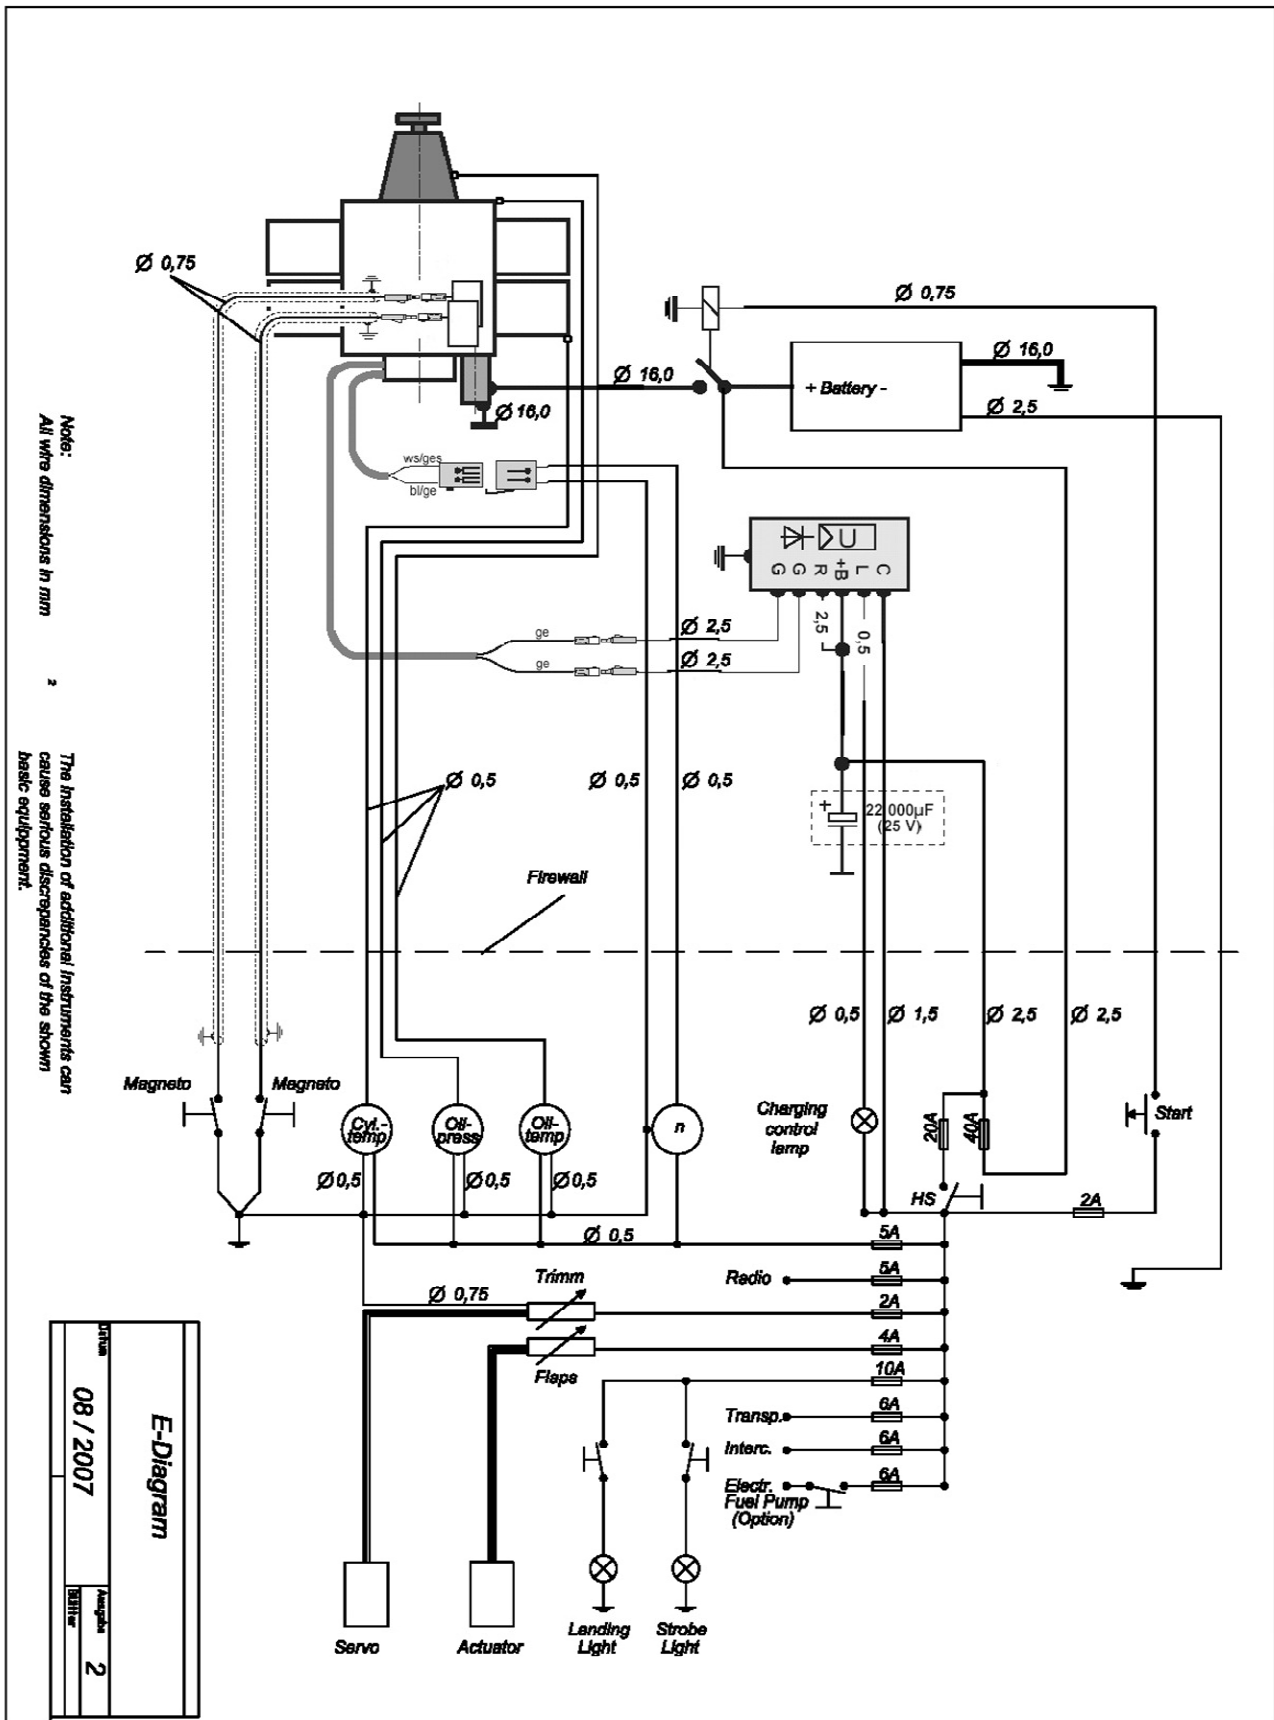 Ø 0,75
Ø 0,75
Ø 16,0
Ø 16,0
+ Battery -
Ø 16,0
Ø 2,5
ws/ges
bl/ge
U
G
G
R
+B
L
C
ge
ge
Ø 2,5
Ø 2,5
2,5
0,5
Ø 0,5
Ø 0,5
Ø 0,5
+
22 000µF
(25 V)
Firewall
Ø 0,5
Ø 1,5
Ø 2,5
Ø 2,5
Magneto
Magneto
Cyl.-
temp
Oil-
press
Oil-
temp
n
Charging
control
lamp
20A
40A
Start
Ø 0,5
Ø 0,5
Ø 0,5
HS
2A
Ø 0,5
5A
Radio
5A
Trimm
Ø 0,75
2A
4A
Flaps
10A
Transp.
6A
Interc.
6A
Electr.
Fuel Pump
(Option)
6A
Servo
Actuator
Landing
Light
Strobe
Light
Note:
All wire dimensions in mm 2
The installation of additional instruments can
cause serious discrepancies of the shown
basic equipment.
E-Diagram
Datum
08 / 2007
Ausgabe
2
Blätter